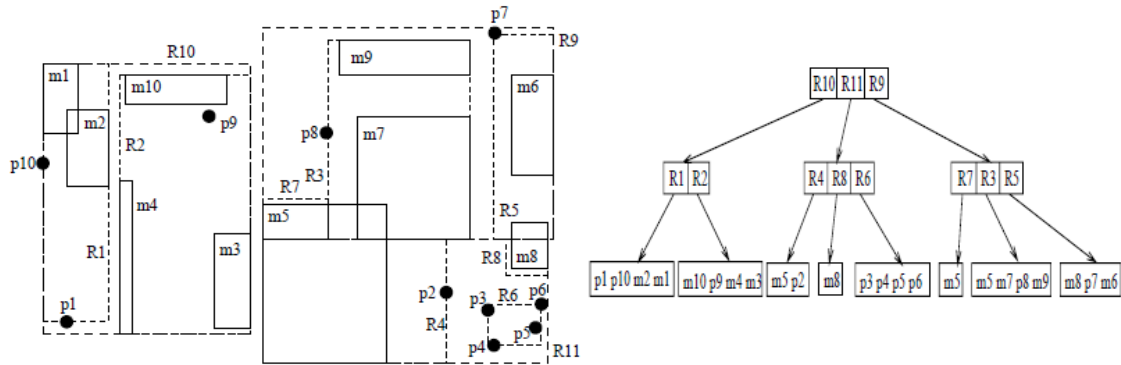 p7
R10
R9
m1
m9
m10
m6
m2
p9
p8
m7
R2
p10
R3
R7
m4
m5
R5
m3
R1
R8
m8
p2
p3
R6
p6
p1
R4
p5
p4
R11
R10 R11 R9
R1 R2
R4 R8 R6
R7 R3 R5
p1 p10 m2 m1
m10 p9 m4 m3
m5 p2
m8
p3 p4 p5 p6
m5
m5 m7 p8 m9
m8 p7 m6